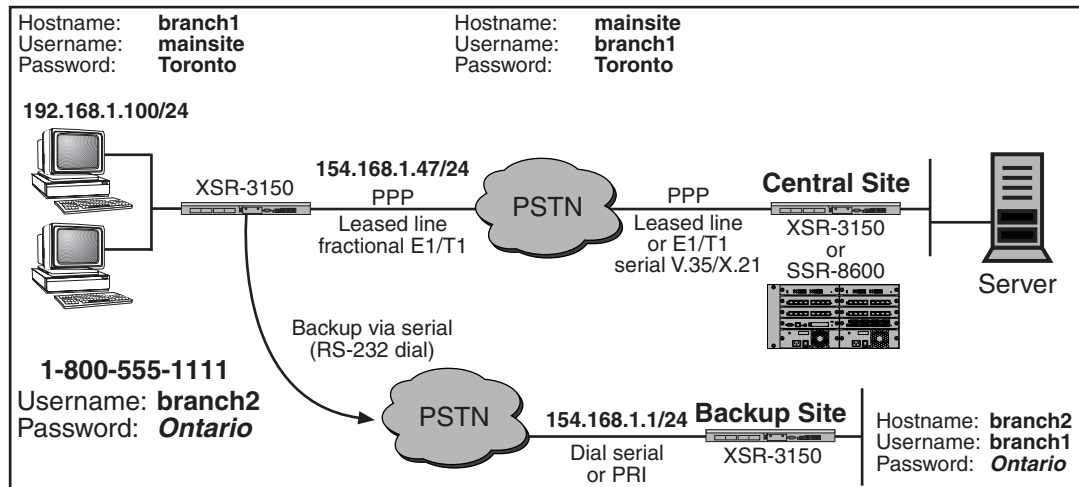 Hostname: branch1
Username: mainsite
Password: Toronto
Hostname: mainsite
Username: branch1
Password: Toronto
192.168.1.100/24
XSR-3150
154.168.1.47/24
PPP
Leased line
fractional E1/T1
PSTN
PPP
Leased line
or E1/T1
serial V.35/X.21
Central Site
XSR-3150
or
SSR-8600
Server
Backup via serial
(RS-232 dial)
1-800-555-1111
Username: branch2
Password: Ontario
PSTN
154.168.1.1/24
Dial serial
or PRI
Backup Site
XSR-3150
Hostname: branch2
Username: branch1
Password: Ontario